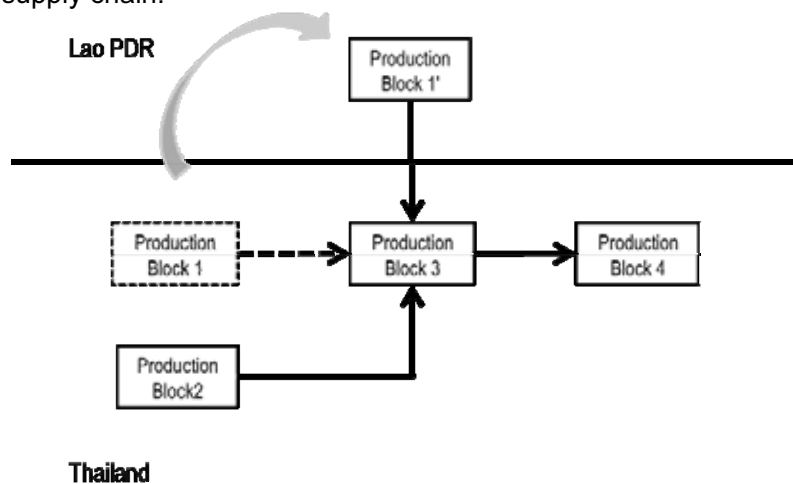 supply chain.
Lao PDR
Production
Block 1'
Production
Block 1
Production
Block 3
Production
Block 4
Production
Block2
Thailand